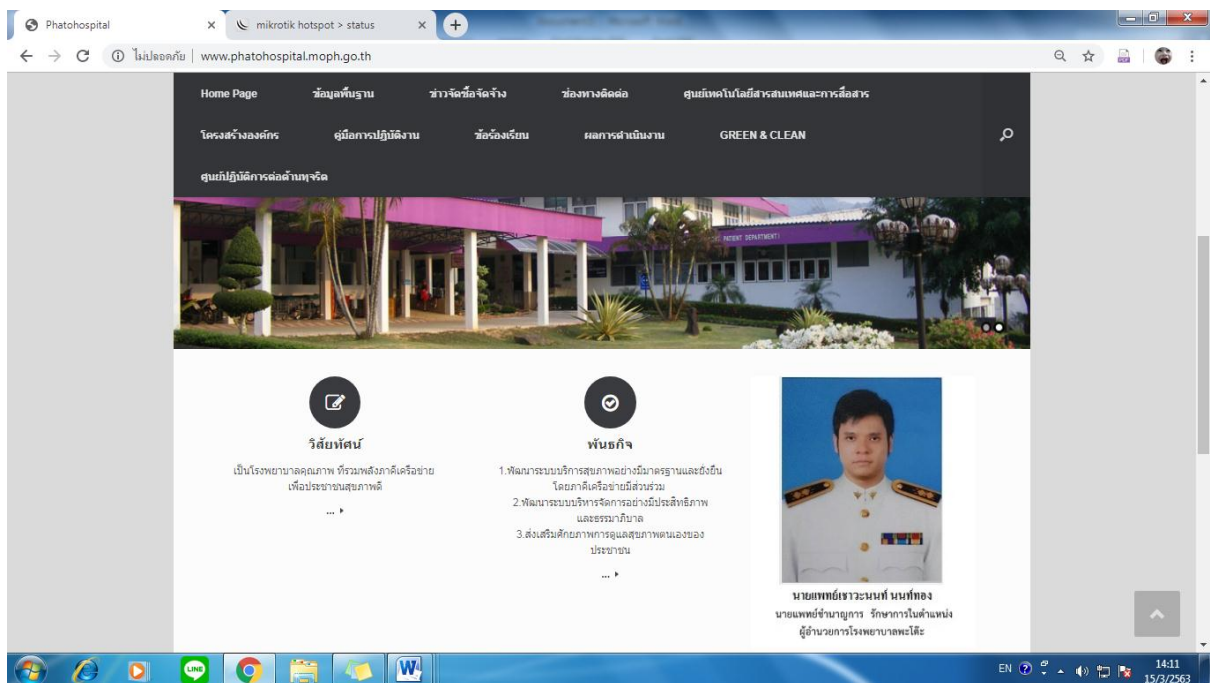 Phatohospital
mikrotik hotspot > status
ไม่ปลอดภัย | www.phatohospital.moph.go.th
Home Page ข้อมูลพื้นฐาน ข่าวจัดซื้อจัดจ้าง ช่องทางติดต่อ ศูนย์เทคโนโลยีสารสนเทศและการสื่อสาร
โครงสร้างองค์กร คู่มือการปฏิบัติงาน ข้อร้องเรียน ผลการดำเนินงาน GREEN & CLEAN
ศูนย์ปฏิบัติการต่อต้านทุจริต
PATIENT DEPARTMENT)
วิสัยทัศน์
เป็นโรงพยาบาลคุณภาพ ที่รวมพลังภาคีเครือข่าย
เพื่อประชาชนสุขภาพดี
...
พันธกิจ
1.พัฒนาระบบบริการสุขภาพอย่างมีมาตรฐานและยั่งยืน
โดยภาคีเครือข่ายมีส่วนร่วม
2.พัฒนาระบบบริหารจัดการอย่างมีประสิทธิภาพ
และธรรมาภิบาล
3.ส่งเสริมศักยภาพการดูแลสุขภาพตนเองของ
ประชาชน
...
นายแพทย์เชาวะนนท์ นนท์ทอง
นายแพทย์ชำนาญการ รักษาการในตำแหน่ง
ผู้อำนวยการโรงพยาบาลพะโต๊ะ
LINE
W
EN
14:11
15/3/2563